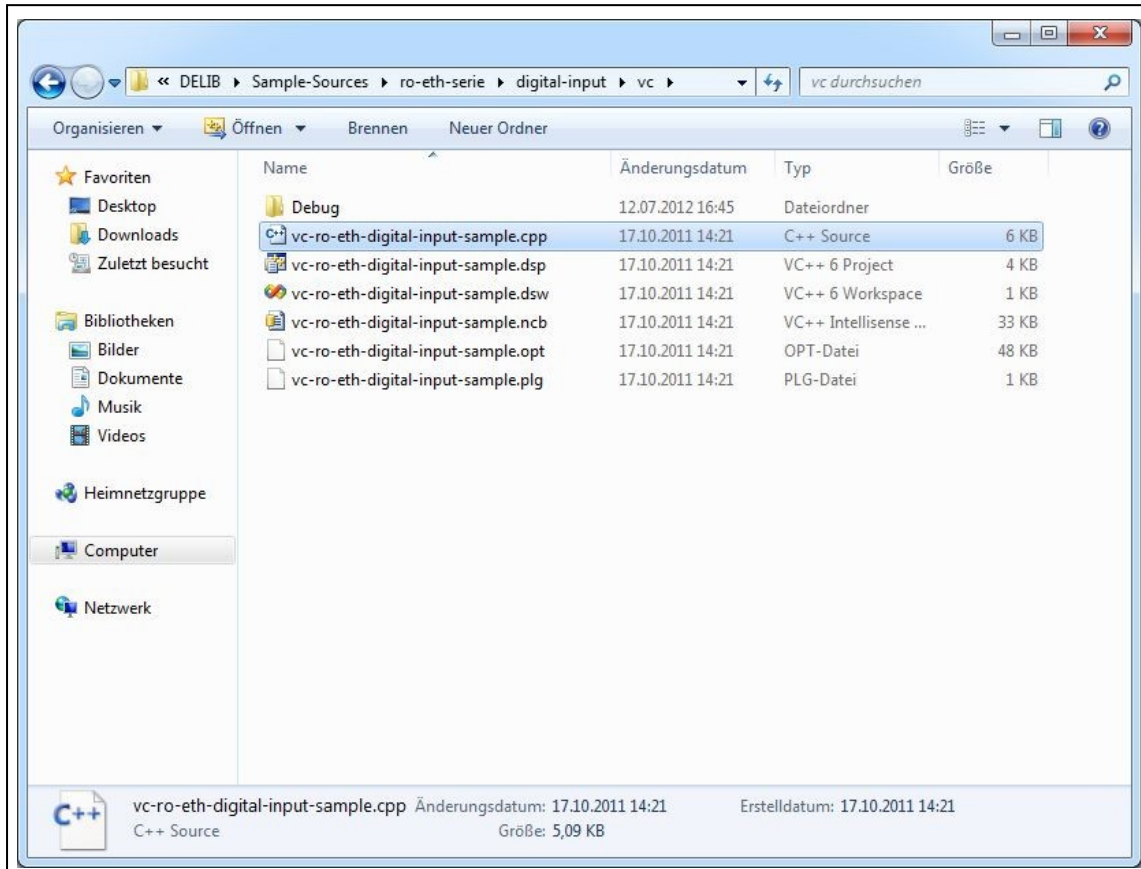 « DELIB ▸ Sample-Sources ▸ ro-eth-serie ▸ digital-input ▸ vc ▸ vc durchsuchen
Organisieren Öffnen Brennen Neuer Ordner
Name Änderungsdatum Typ Größe
Favoriten
Desktop
Downloads
Zuletzt besucht
Bibliotheken
Bilder
Dokumente
Musik
Videos
Heimnetzgruppe
Computer
Netzwerk
Debug 12.07.2012 16:45 Dateiordner
vc-ro-eth-digital-input-sample.cpp 17.10.2011 14:21 C++ Source 6 KB
vc-ro-eth-digital-input-sample.dsp 17.10.2011 14:21 VC++ 6 Project 4 KB
vc-ro-eth-digital-input-sample.dsw 17.10.2011 14:21 VC++ 6 Workspace 1 KB
vc-ro-eth-digital-input-sample.ncb 17.10.2011 14:21 VC++ Intellisense ... 33 KB
vc-ro-eth-digital-input-sample.opt 17.10.2011 14:21 OPT-Datei 48 KB
vc-ro-eth-digital-input-sample.plg 17.10.2011 14:21 PLG-Datei 1 KB
C++
vc-ro-eth-digital-input-sample.cpp Änderungsdatum: 17.10.2011 14:21 Erstelldatum: 17.10.2011 14:21
C++ Source Größe: 5,09 KB